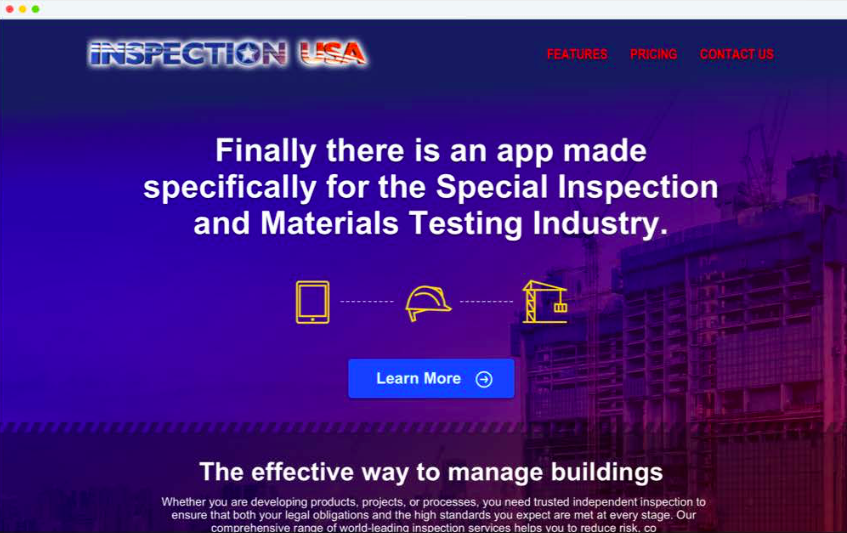 INSPECTION USA
FEATURES PRICING CONTACT US
Finally there is an app made
specifically for the Special Inspection
and Materials Testing Industry.
Learn More
The effective way to manage buildings
Whether you are developing products, projects, or processes, you need trusted independent inspection to
ensure that both your legal obligations and the high standards you expect are met at every stage. Our
comprehensive range of world-leading inspection services helps you to reduce risk, co